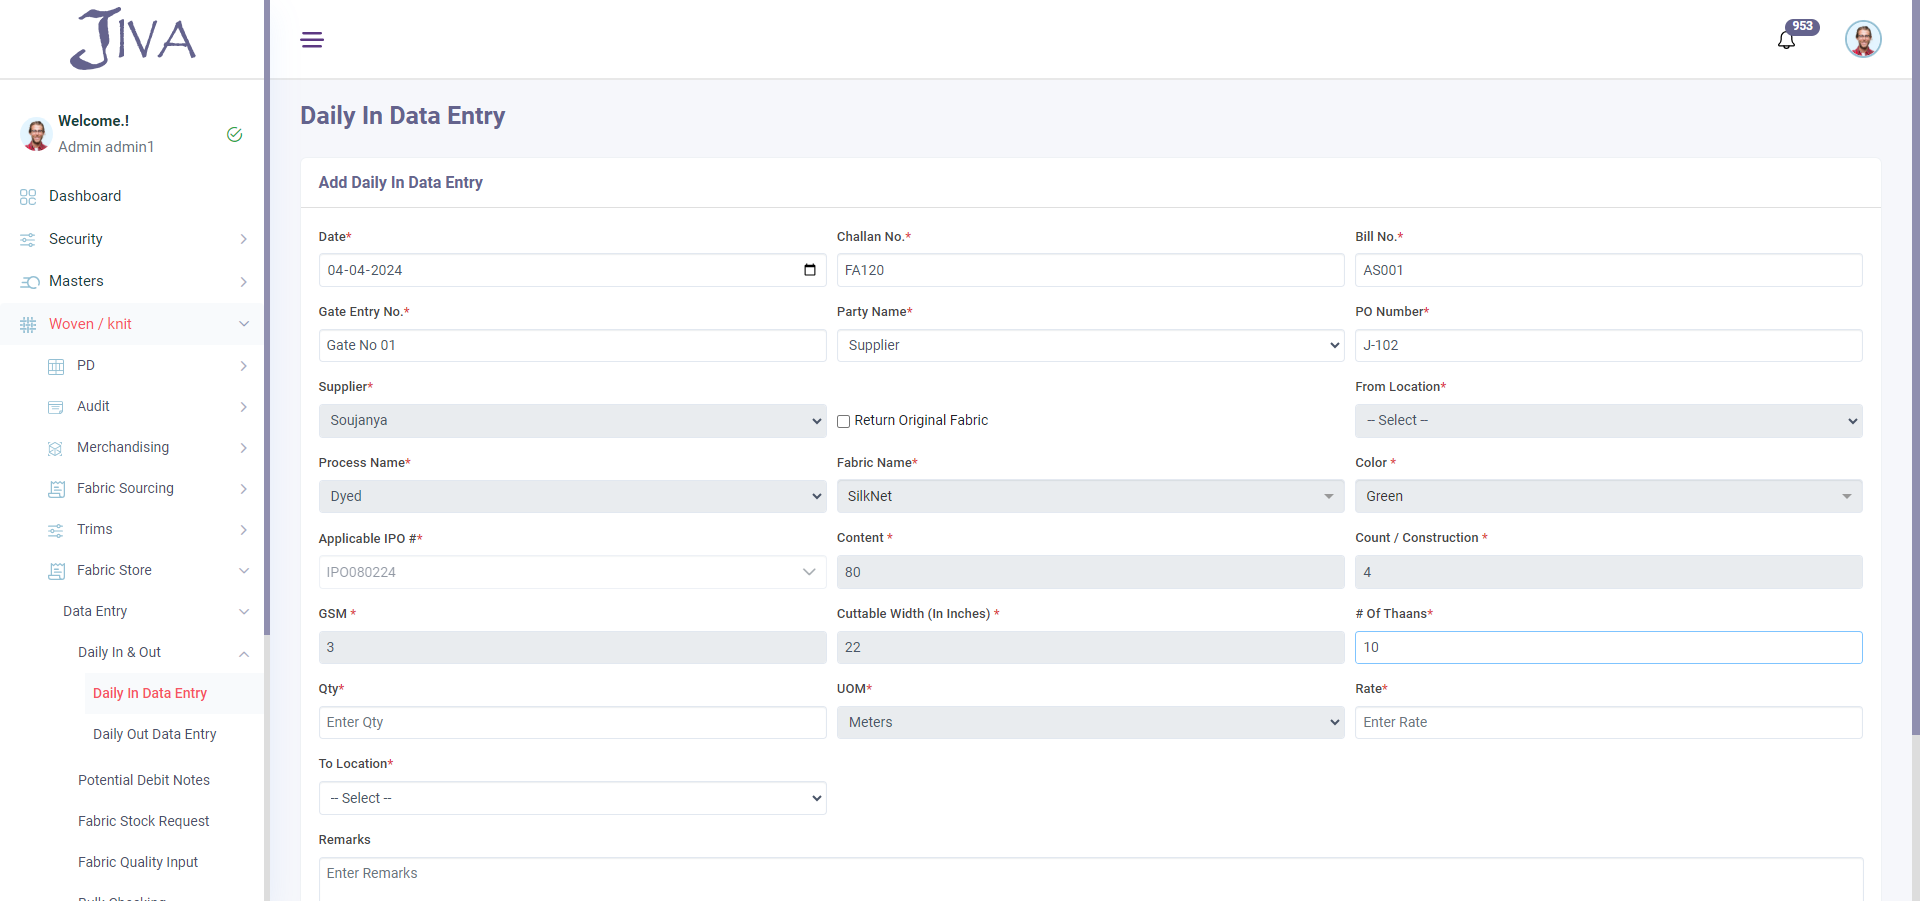 JIVA
953
Welcome.!
Admin admin1
Dashboard
Security
Masters
Woven / knit
PD
Audit
Merchandising
Fabric Sourcing
Trims
Fabric Store
Data Entry
Daily In & Out
Daily In Data Entry
Daily Out Data Entry
Potential Debit Notes
Fabric Stock Request
Fabric Quality Input
Bulk Checking
Daily In Data Entry
Add Daily In Data Entry
Date* Challan No.* Bill No.*
04-04-2024 FA120 AS001
Gate Entry No.* Party Name* PO Number*
Gate No 01 Supplier J-102
Supplier* From Location*
Soujanya Return Original Fabric -- Select --
Process Name* Fabric Name* Color *
Dyed SilkNet Green
Applicable IPO #* Content * Count / Construction *
IPO080224 80 4
GSM * Cuttable Width (In Inches) * # Of Thaans*
3 22 10
Qty* UOM* Rate*
Enter Qty Meters Enter Rate
To Location*
-- Select --
Remarks
Enter Remarks